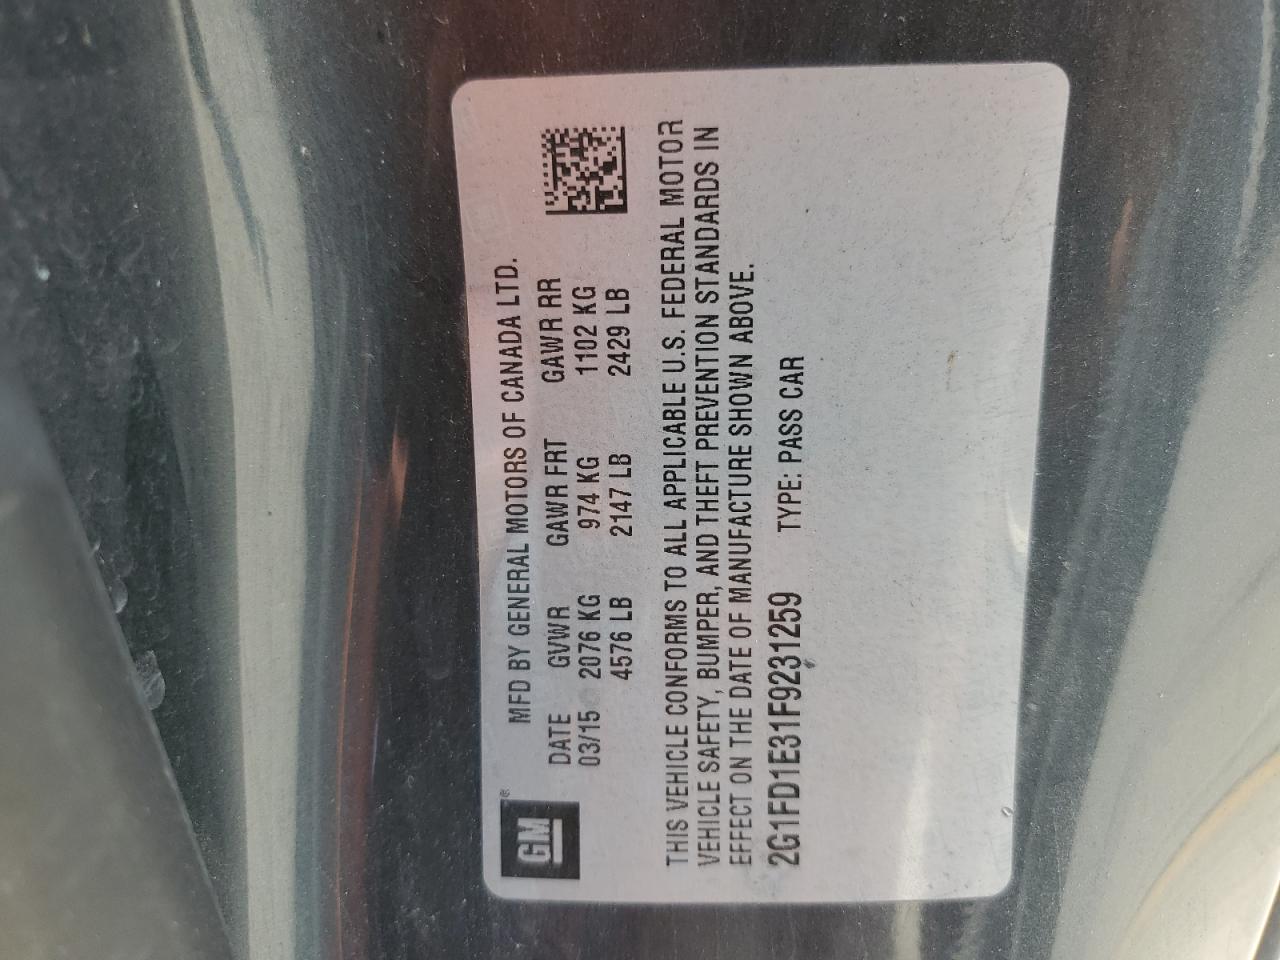 GM®
MFD BY GENERAL MOTORS OF CANADA LTD.
DATE GVWR GAWR FRT GAWR RR
03/15 2076 KG 974 KG 1102 KG
4576 LB 2147 LB 2429 LB
THIS VEHICLE CONFORMS TO ALL APPLICABLE U.S. FEDERAL MOTOR
VEHICLE SAFETY, BUMPER, AND THEFT PREVENTION STANDARDS IN
EFFECT ON THE DATE OF MANUFACTURE SHOWN ABOVE.
2G1FD1E31F9231259 TYPE: PASS CAR